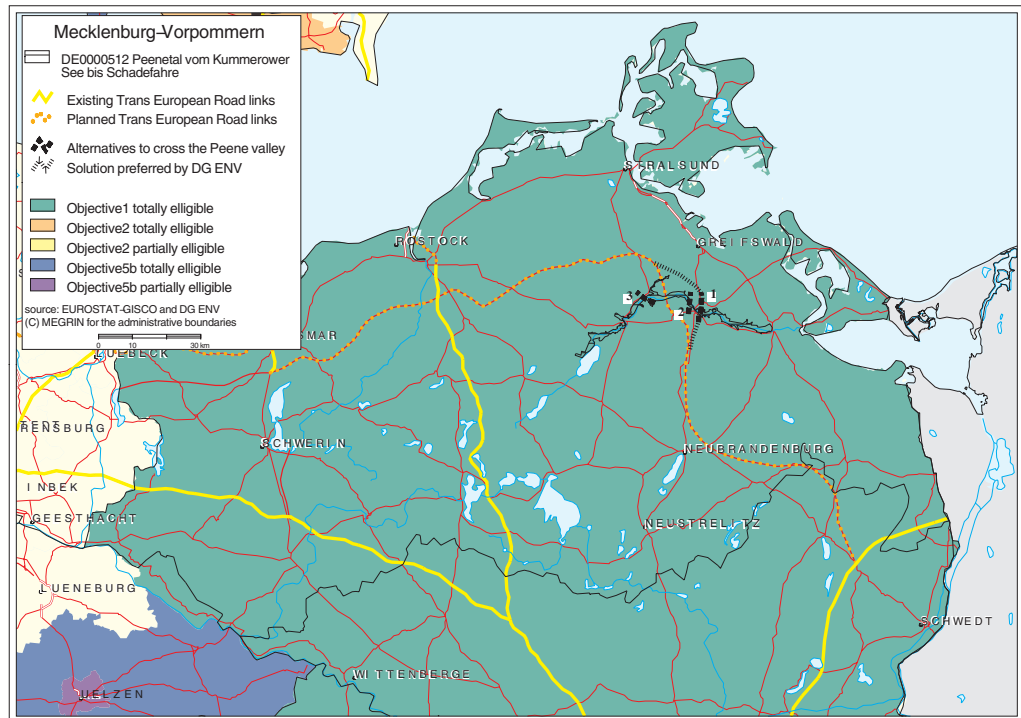 Mecklenburg-Vorpommern
DE0000512 Peenetal vom Kummerower
See bis Schadefahre
Existing Trans European Road links
Planned Trans European Road links
Alternatives to cross the Peene valley
Solution preferred by DG ENV
Objective1 totally elligible
Objective2 totally elligible
Objective2 partially elligible
Objective5b totally elligible
Objective5b partially elligible
source: EUROSTAT-GISCO and DG ENV
(C) MEGRIN for the administrative boundaries
0 10 30 km
STRALSUND
ROSTOCK
GREIFSWALD
3
1
2
SMAR
LUEBECK
RENSBURG
SCHWERIN
NEUBRANDENBURG
INBEK
GEESTHACHT
NEUSTRELITZ
LUENEBURG
SCHWEDT
WITTENBERGE
UELZEN